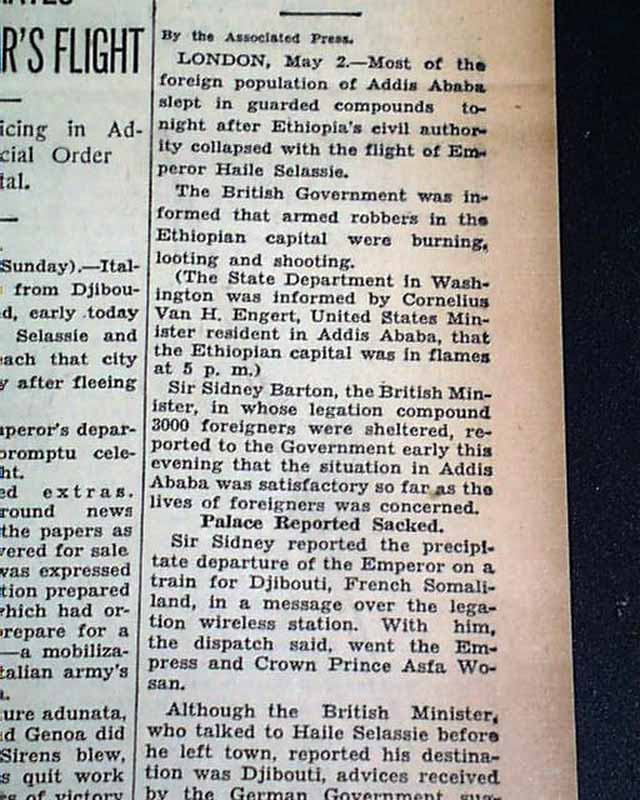 R'S FLIGHT
icing in Ad-
cial Order
tal.
Sunday).—Ital-
from Djibou-
d, early today
Selassie and
each that city
y after fleeing
mperor's depar-
promptu cele-
ht.
ed extras.
round news
the papers as
vered for sale
was expressed
tion prepared
which had or-
prepare for a
—a mobiliza-
talian army's
a.
ure adunata,
d Genoa did
Sirens blew,
s quit work
s of victory
By the Associated Press.
LONDON, May 2.—Most of the
foreign population of Addis Ababa
slept in guarded compounds to-
night after Ethiopia's civil author-
ity collapsed with the flight of Em-
peror Haile Selassie.
The British Government was in-
formed that armed robbers in the
Ethiopian capital were burning,
looting and shooting.
(The State Department in Wash-
ington was informed by Cornelius
Van H. Engert, United States Min-
ister resident in Addis Ababa, that
the Ethiopian capital was in flames
at 5 p. m.)
Sir Sidney Barton, the British Min-
ister, in whose legation compound
3000 foreigners were sheltered, re-
ported to the Government early this
evening that the situation in Addis
Ababa was satisfactory so far as the
lives of foreigners was concerned.
Palace Reported Sacked.
Sir Sidney reported the precipi-
tate departure of the Emperor on a
train for Djibouti, French Somali-
land, in a message over the lega-
tion wireless station. With him,
the dispatch said, went the Em-
press and Crown Prince Asfa Wo-
san.
Although the British Minister,
who talked to Haile Selassie before
he left town, reported his destina-
tion was Djibouti, advices received
by the German Government sug-